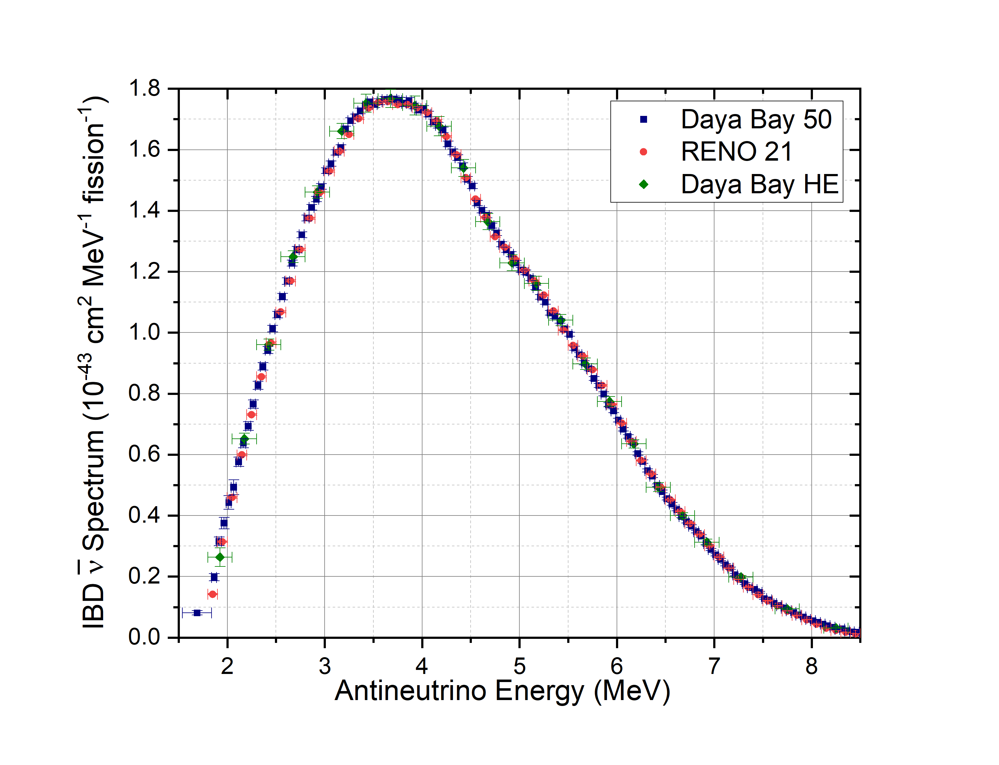 IBD ν̅ Spectrum (10⁻⁴³ cm² MeV⁻¹ fission⁻¹)
1.8
1.6
1.4
1.2
1.0
0.8
0.6
0.4
0.2
0.0
Daya Bay 50
RENO 21
Daya Bay HE
2 3 4 5 6 7 8
Antineutrino Energy (MeV)